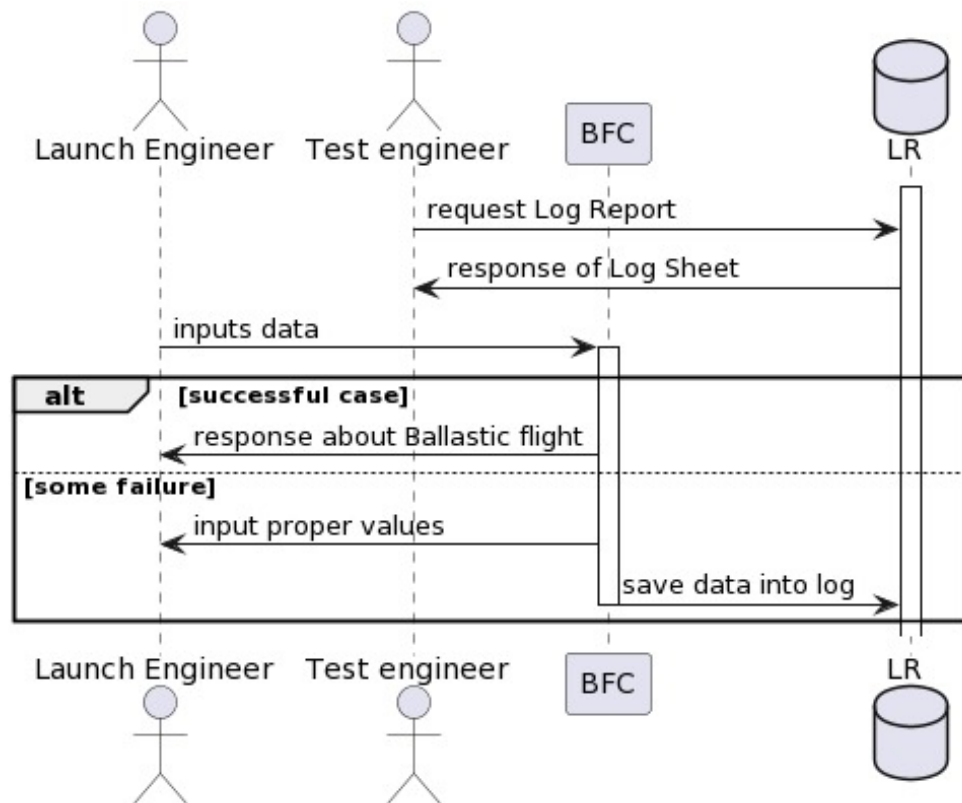 Launch Engineer
Test engineer
BFC
LR
request Log Report
response of Log Sheet
inputs data
alt
[successful case]
response about Ballastic flight
[some failure]
input proper values
save data into log
Launch Engineer
Test engineer
BFC
LR